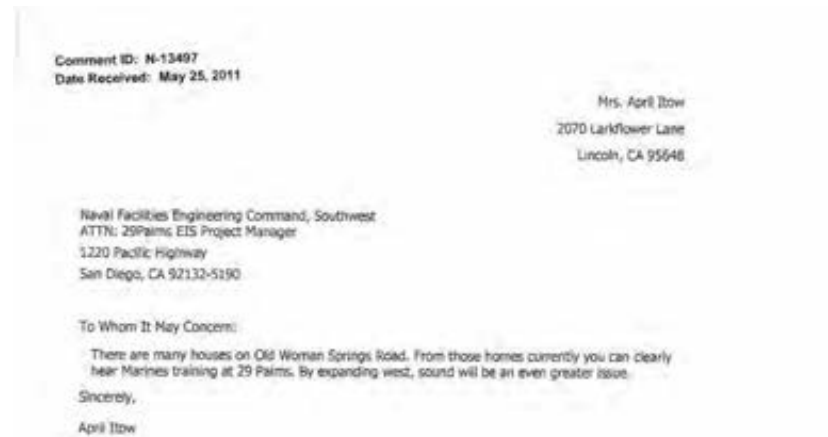 Comment ID: N-13497
Date Received: May 25, 2011
Mrs. April Itow
2070 Larkflower Lane
Lincoln, CA 95648
Naval Facilities Engineering Command, Southwest
ATTN: 29Palms EIS Project Manager
1220 Pacific Highway
San Diego, CA 92132-5190
To Whom It May Concern:
There are many houses on Old Woman Springs Road. From those homes currently you can clearly
hear Marines training at 29 Palms. By expanding west, sound will be an even greater issue.
Sincerely,
April Itow